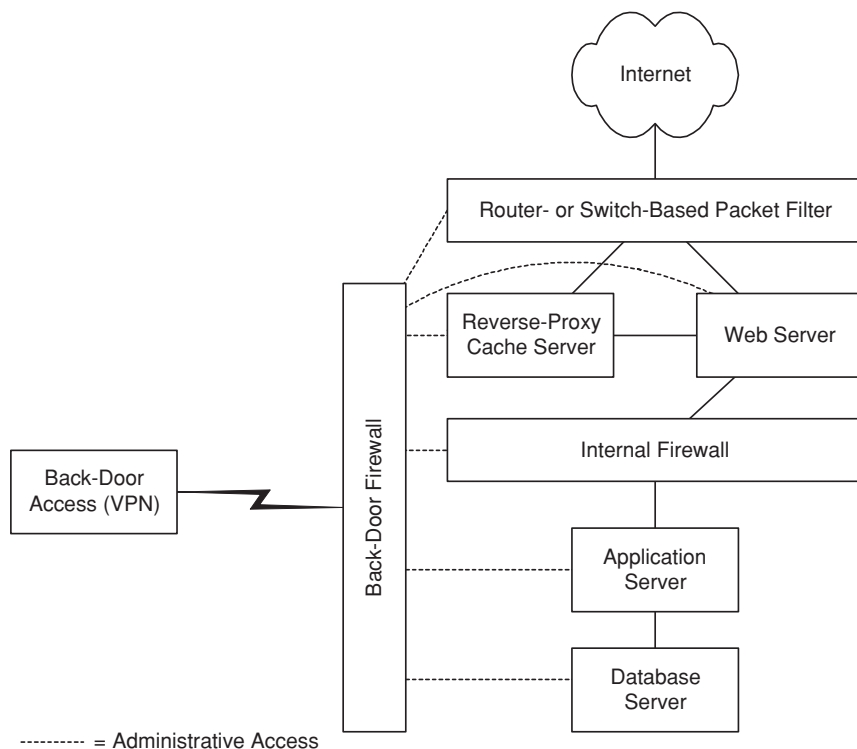 Internet
Router- or Switch-Based Packet Filter
Reverse-Proxy
Cache Server
Web Server
Internal Firewall
Back-Door
Access (VPN)
Back-Door Firewall
Application
Server
Database
Server
= Administrative Access